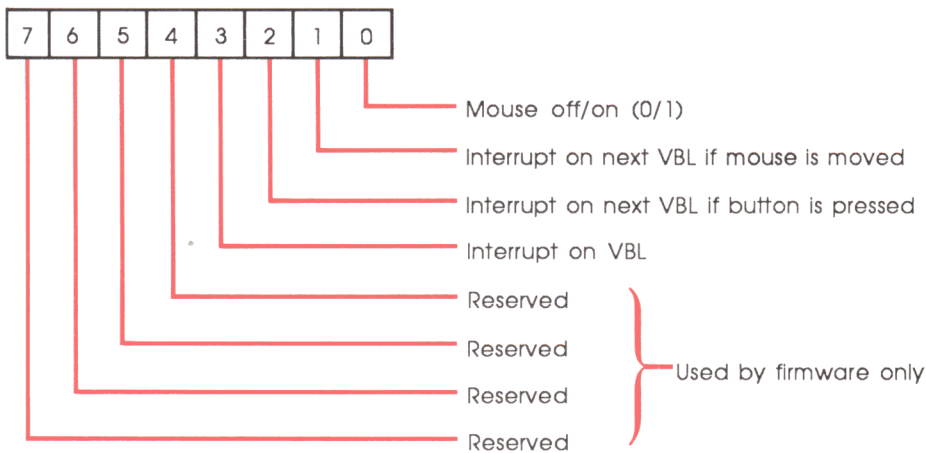 7 6 5 4 3 2 1 0
Mouse off/on (0/1)
Interrupt on next VBL if mouse is moved
Interrupt on next VBL if button is pressed
Interrupt on VBL
Reserved
Reserved
Used by firmware only
Reserved
Reserved